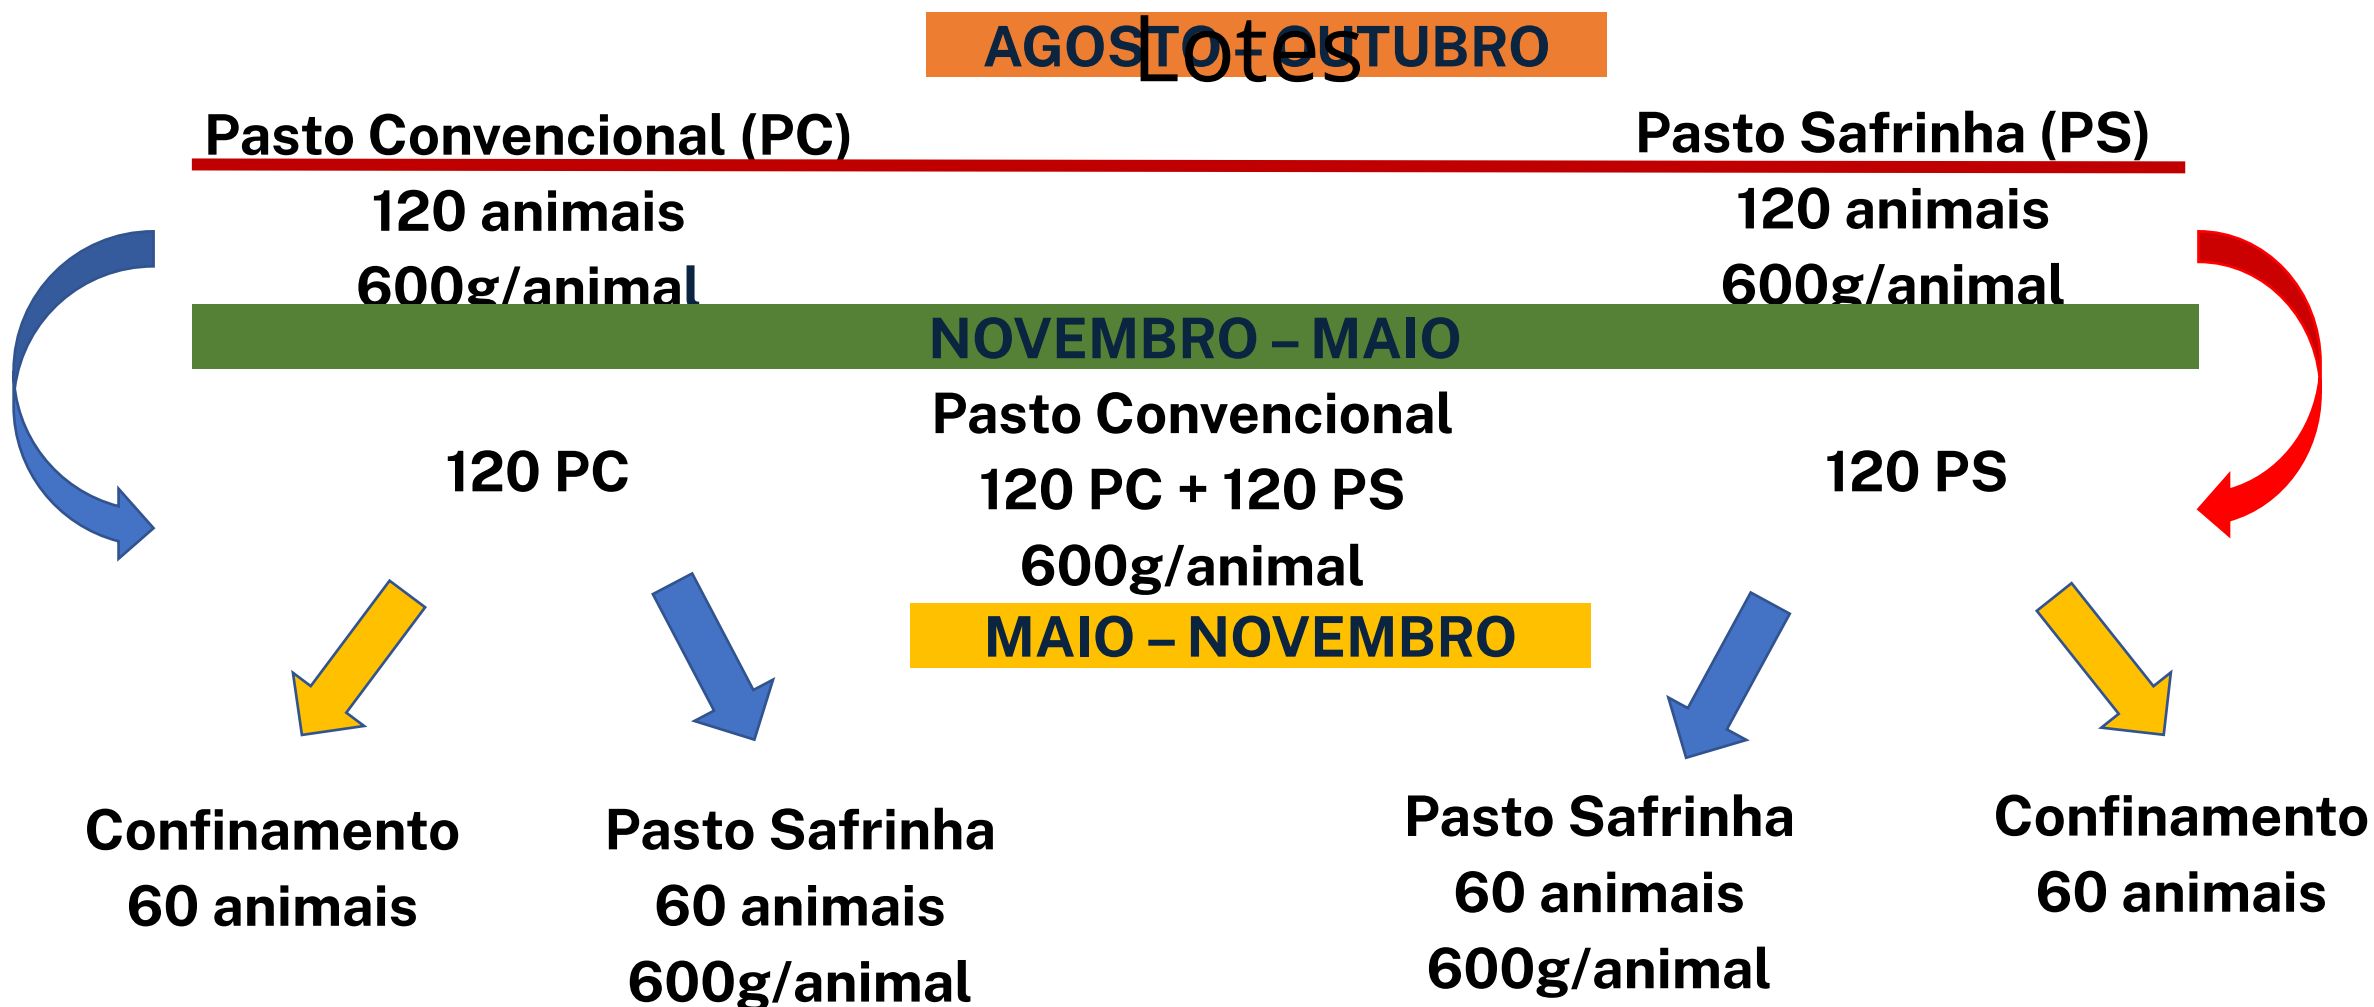 Lotes
AGOSTO – OUTUBRO
Pasto Convencional (PC)
120 animais
600g/animal
Pasto Safrinha (PS)
120 animais
600g/animal
NOVEMBRO – MAIO
120 PC
Pasto Convencional
120 PC + 120 PS
600g/animal
120 PS
MAIO – NOVEMBRO
Confinamento
60 animais
Pasto Safrinha
60 animais
600g/animal
Pasto Safrinha
60 animais
600g/animal
Confinamento
60 animais